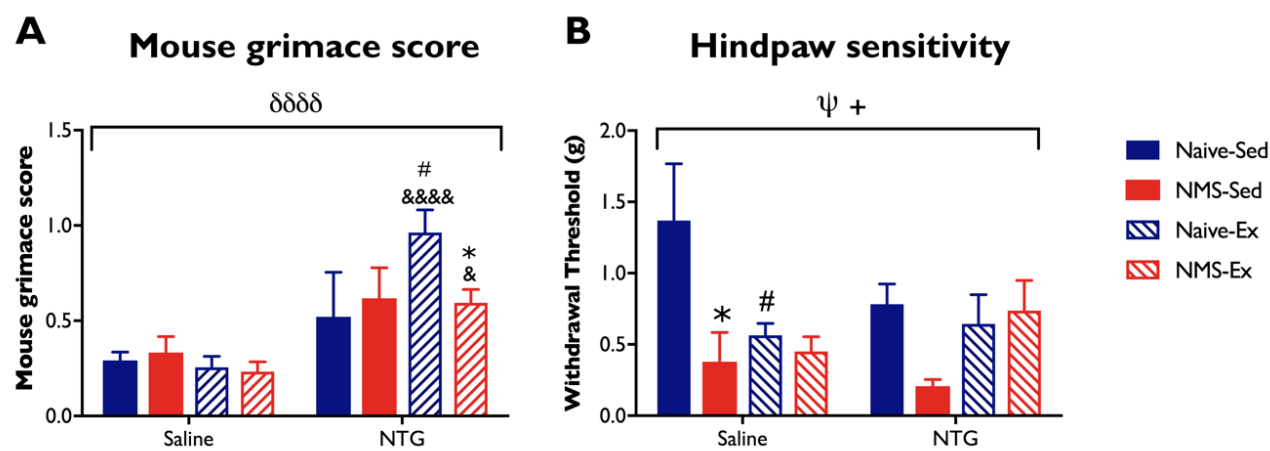 A
Mouse grimace score
δδδδ
Mouse grimace score
1.5
1.0
0.5
0.0
#
&&&&
*
&
Saline
NTG
B
Hindpaw sensitivity
ψ +
Withdrawal Threshold (g)
2.0
1.5
1.0
0.5
0.0
*
#
Saline
NTG
Naive-Sed
NMS-Sed
Naive-Ex
NMS-Ex